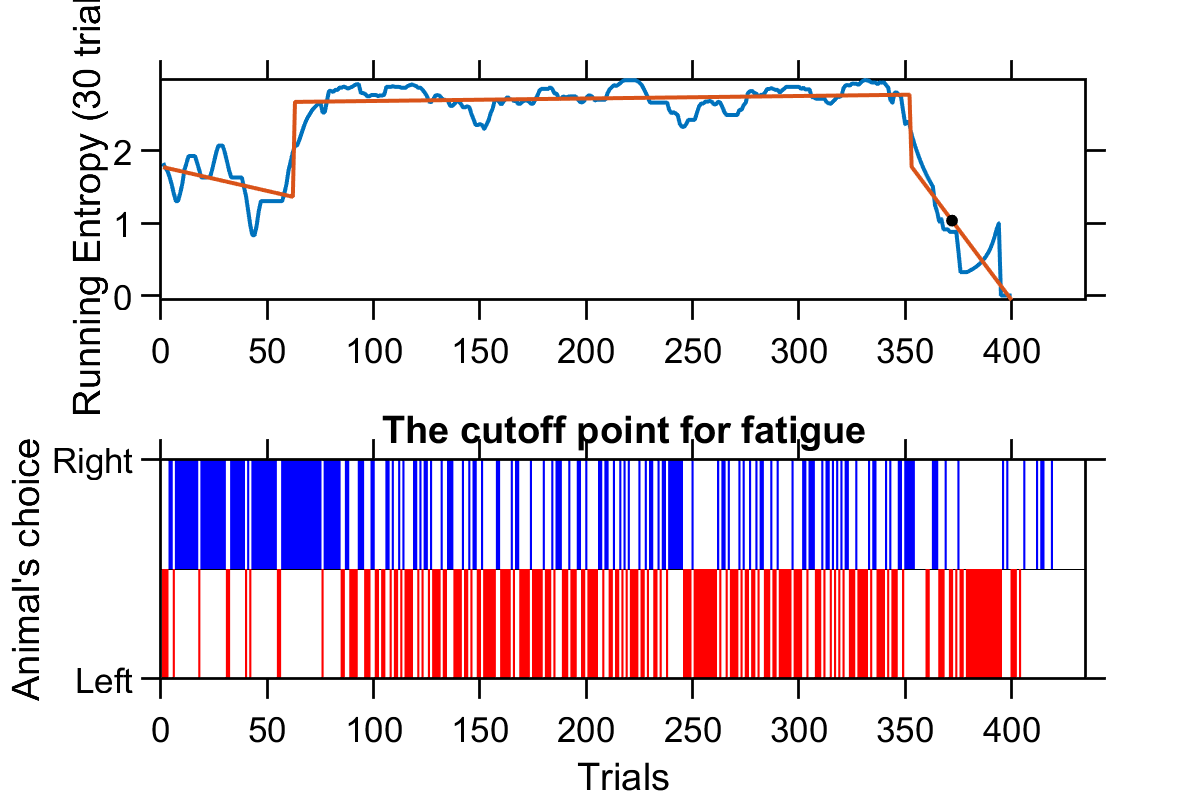 Running Entropy (30 trial
2
1
0
0 50 100 150 200 250 300 350 400
The cutoff point for fatigue
Animal's choice
Right
Left
0 50 100 150 200 250 300 350 400
Trials